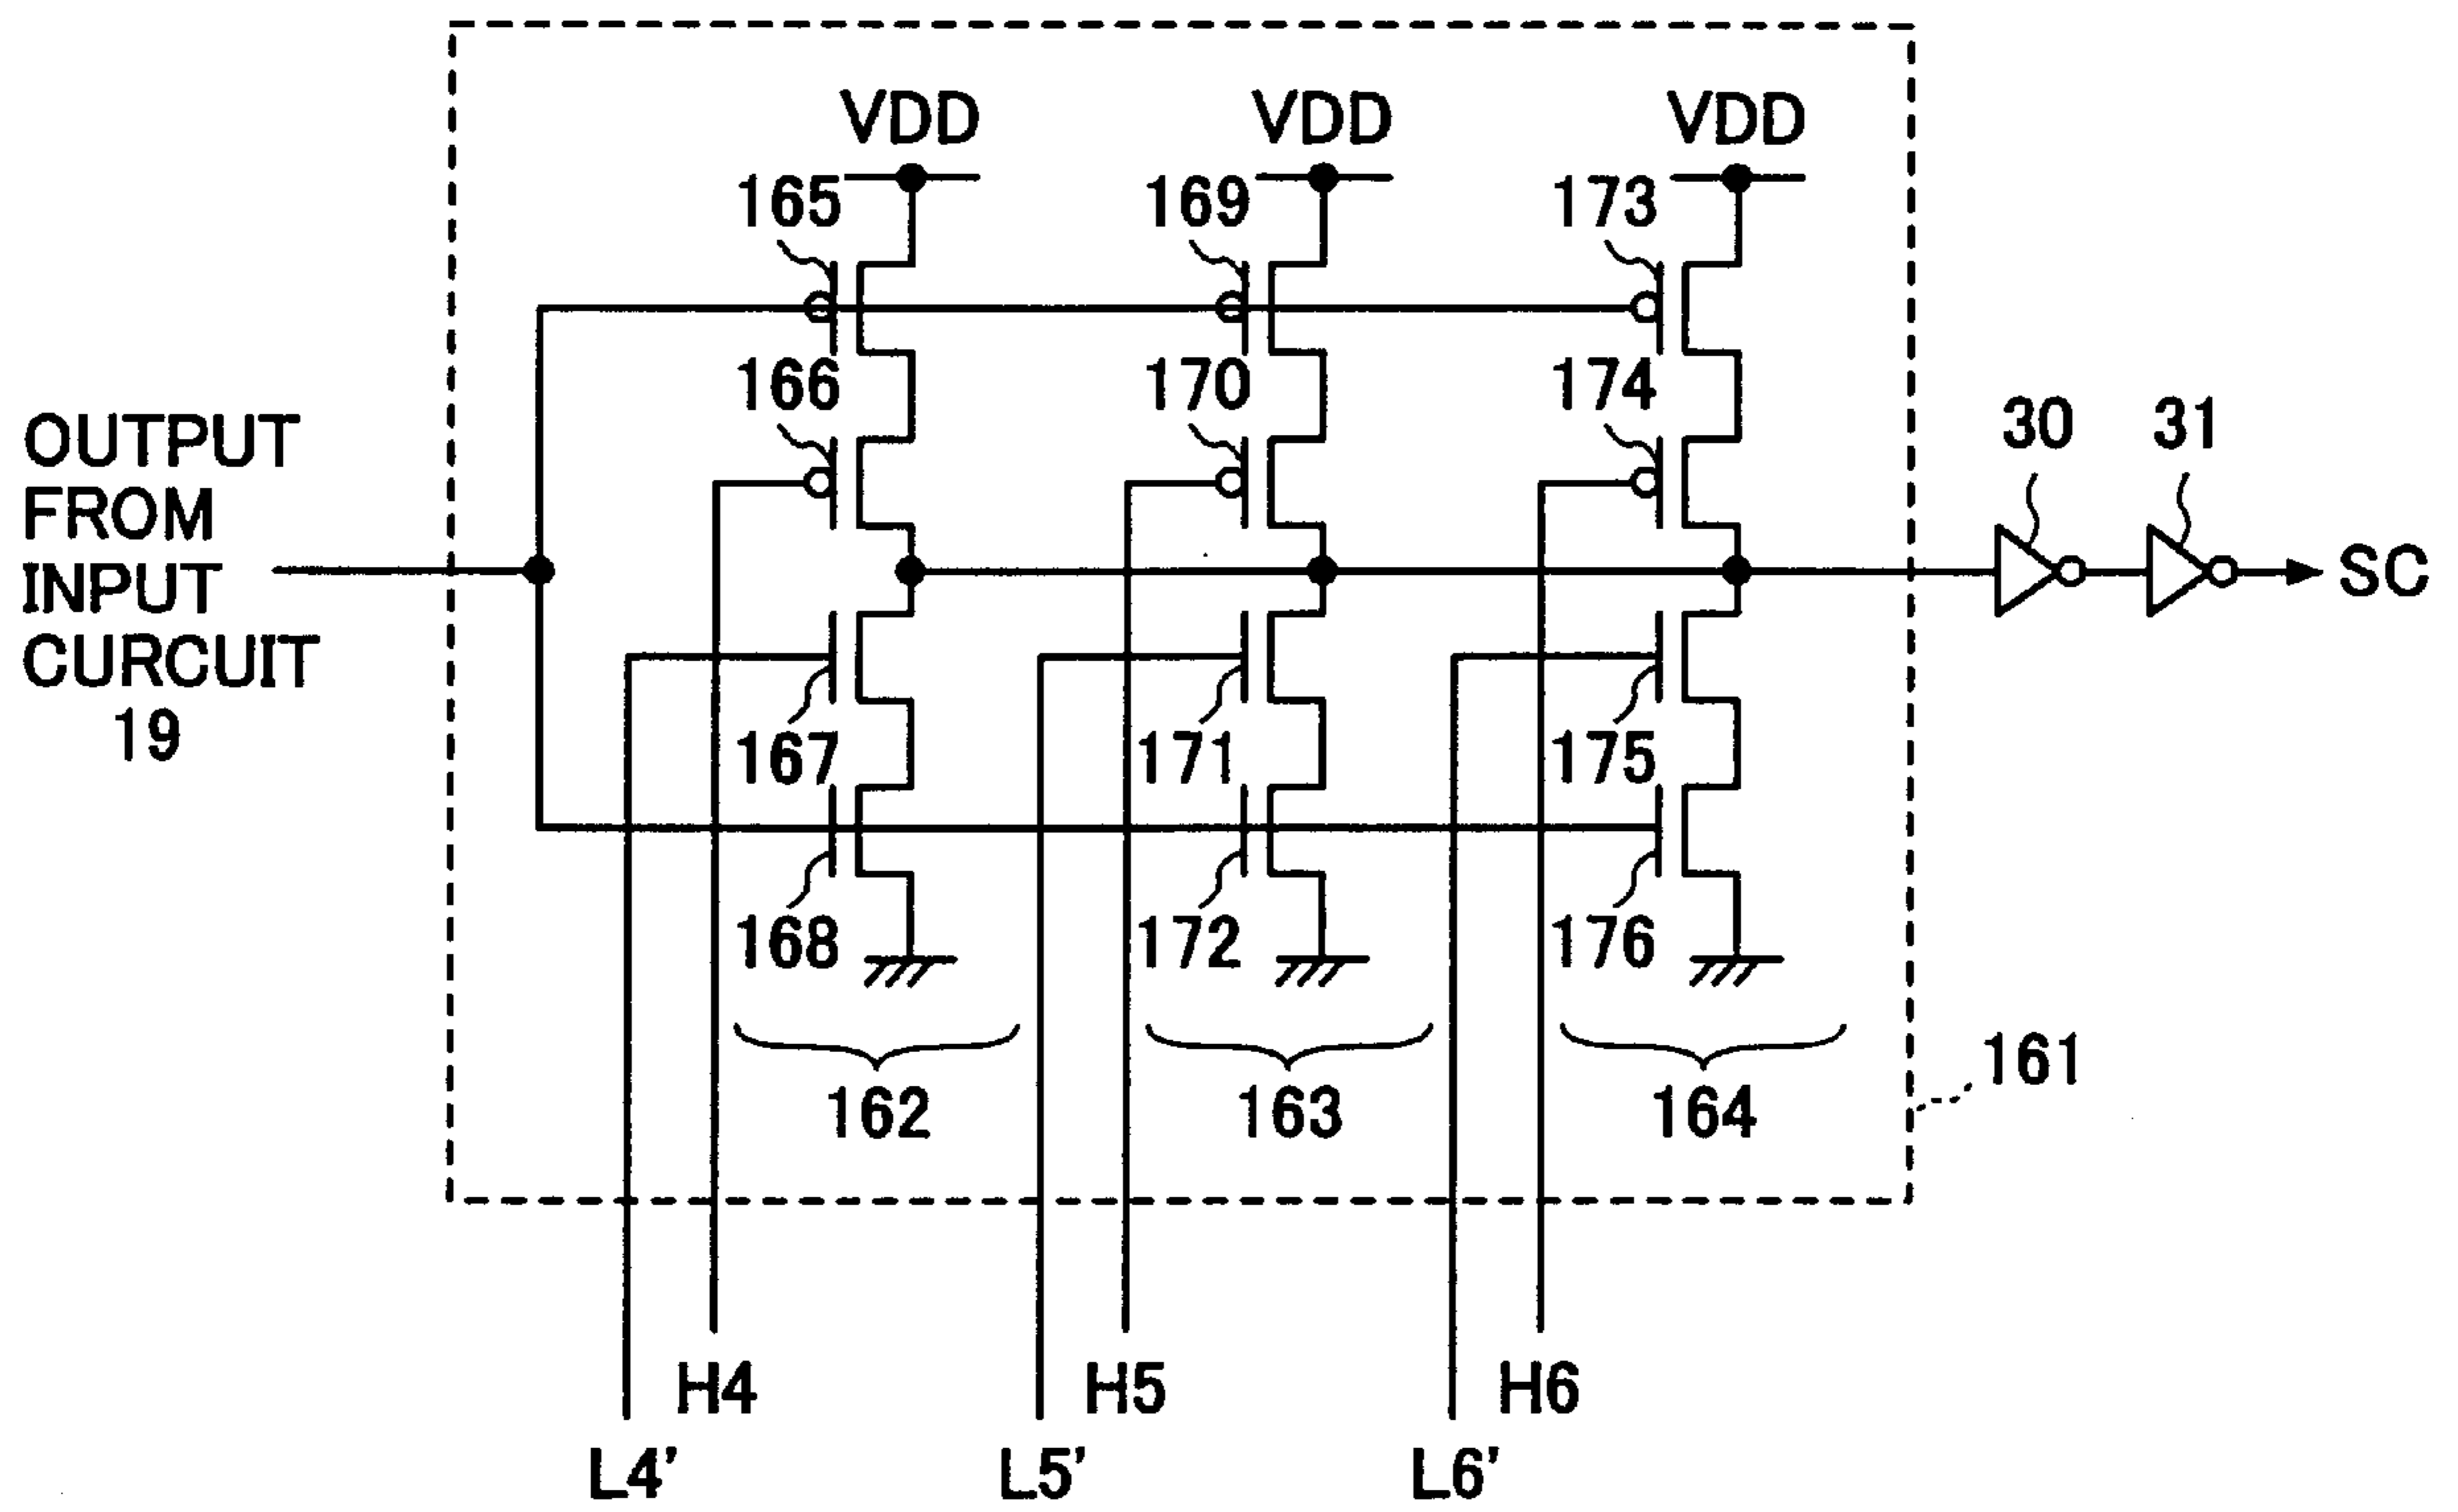 VDD VDD VDD
165 169 173
166 170 174
OUTPUT
FROM
INPUT
CURCUIT
19
30 31
SC
167 171 175
168 172 176
162 163 164
161
H4 H5 H6
L4' L5' L6'